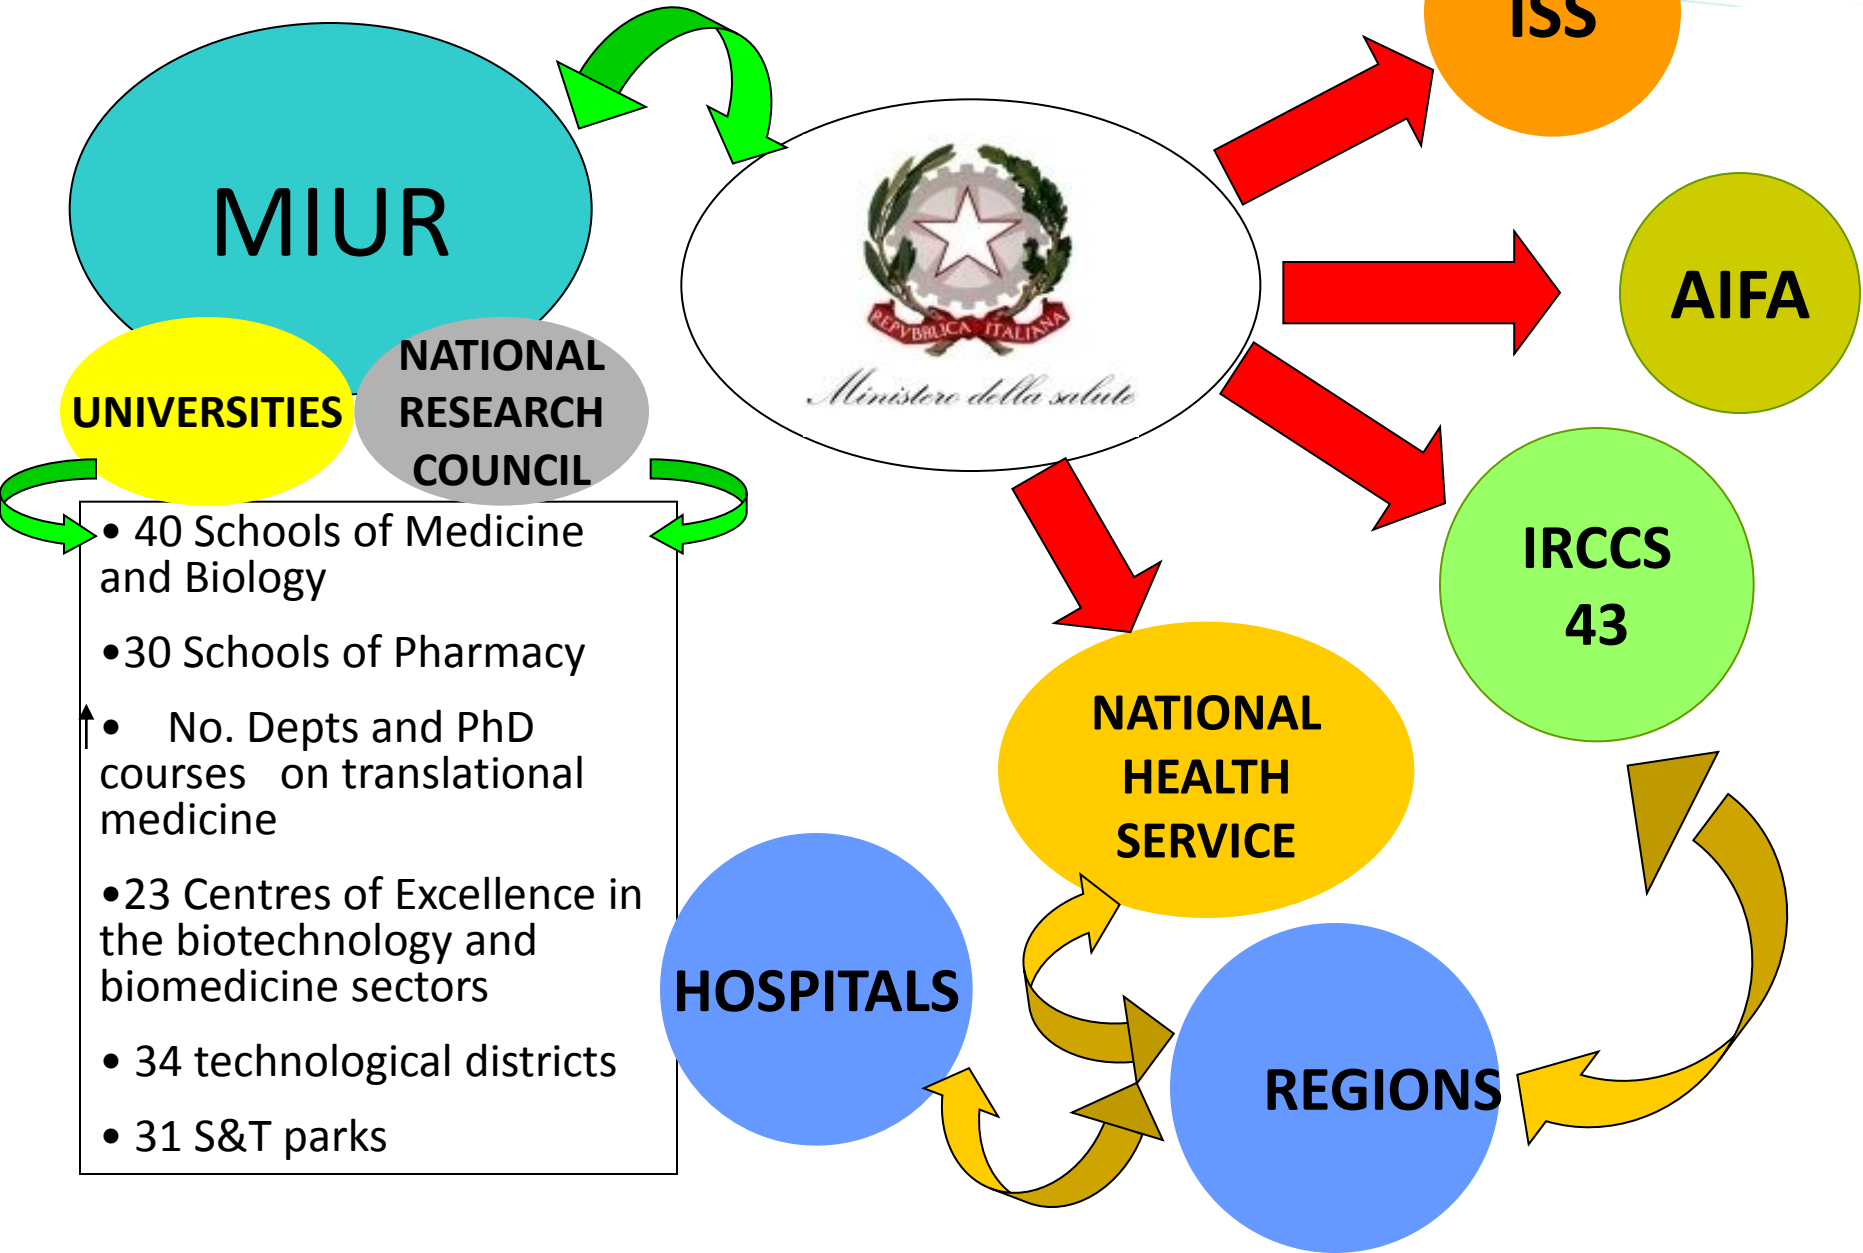 ISS
MIUR
REPVBBLICA ITALIANA
Ministero della salute
AIFA
UNIVERSITIES
NATIONAL
RESEARCH
COUNCIL
• 40 Schools of Medicine
and Biology
•30 Schools of Pharmacy
• No. Depts and PhD
courses on translational
medicine
•23 Centres of Excellence in
the biotechnology and
biomedicine sectors
• 34 technological districts
• 31 S&T parks
IRCCS
43
NATIONAL
HEALTH
SERVICE
HOSPITALS
REGIONS